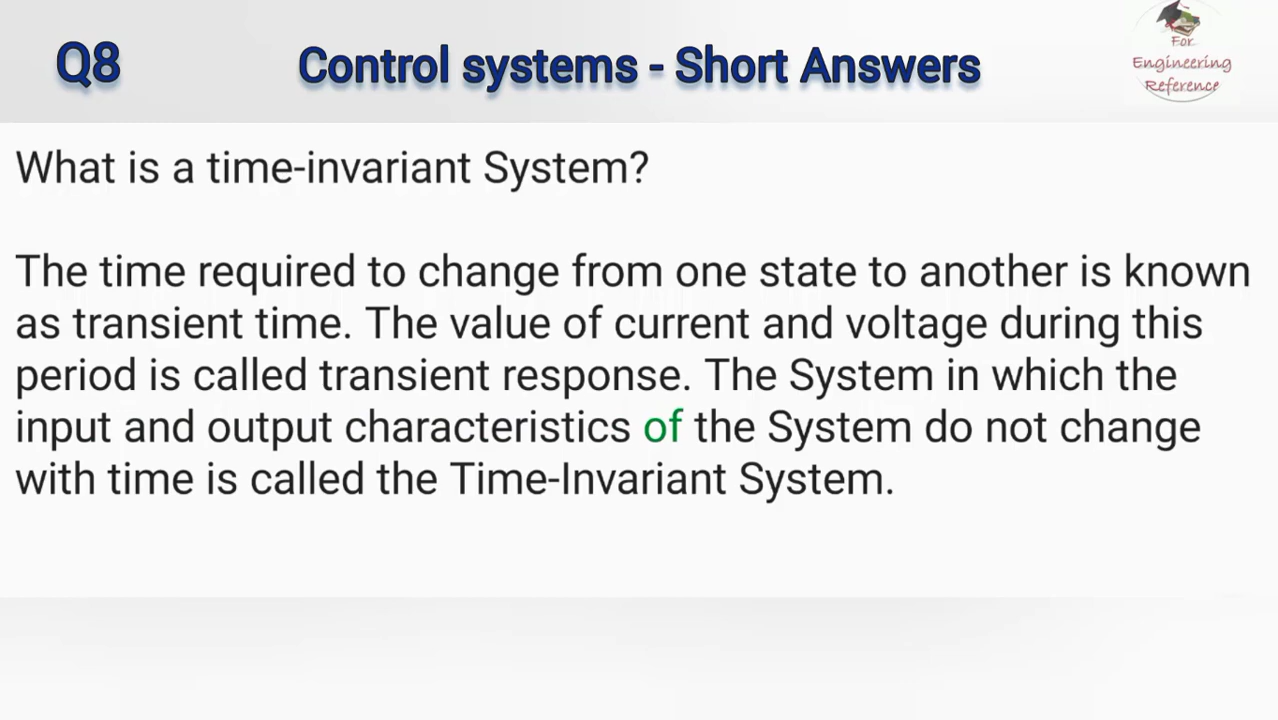 Q8
Control systems - Short Answers
For
Engineering
Reference
What is a time-invariant System?
The time required to change from one state to another is known
as transient time. The value of current and voltage during this
period is called transient response. The System in which the
input and output characteristics of the System do not change
with time is called the Time-Invariant System.